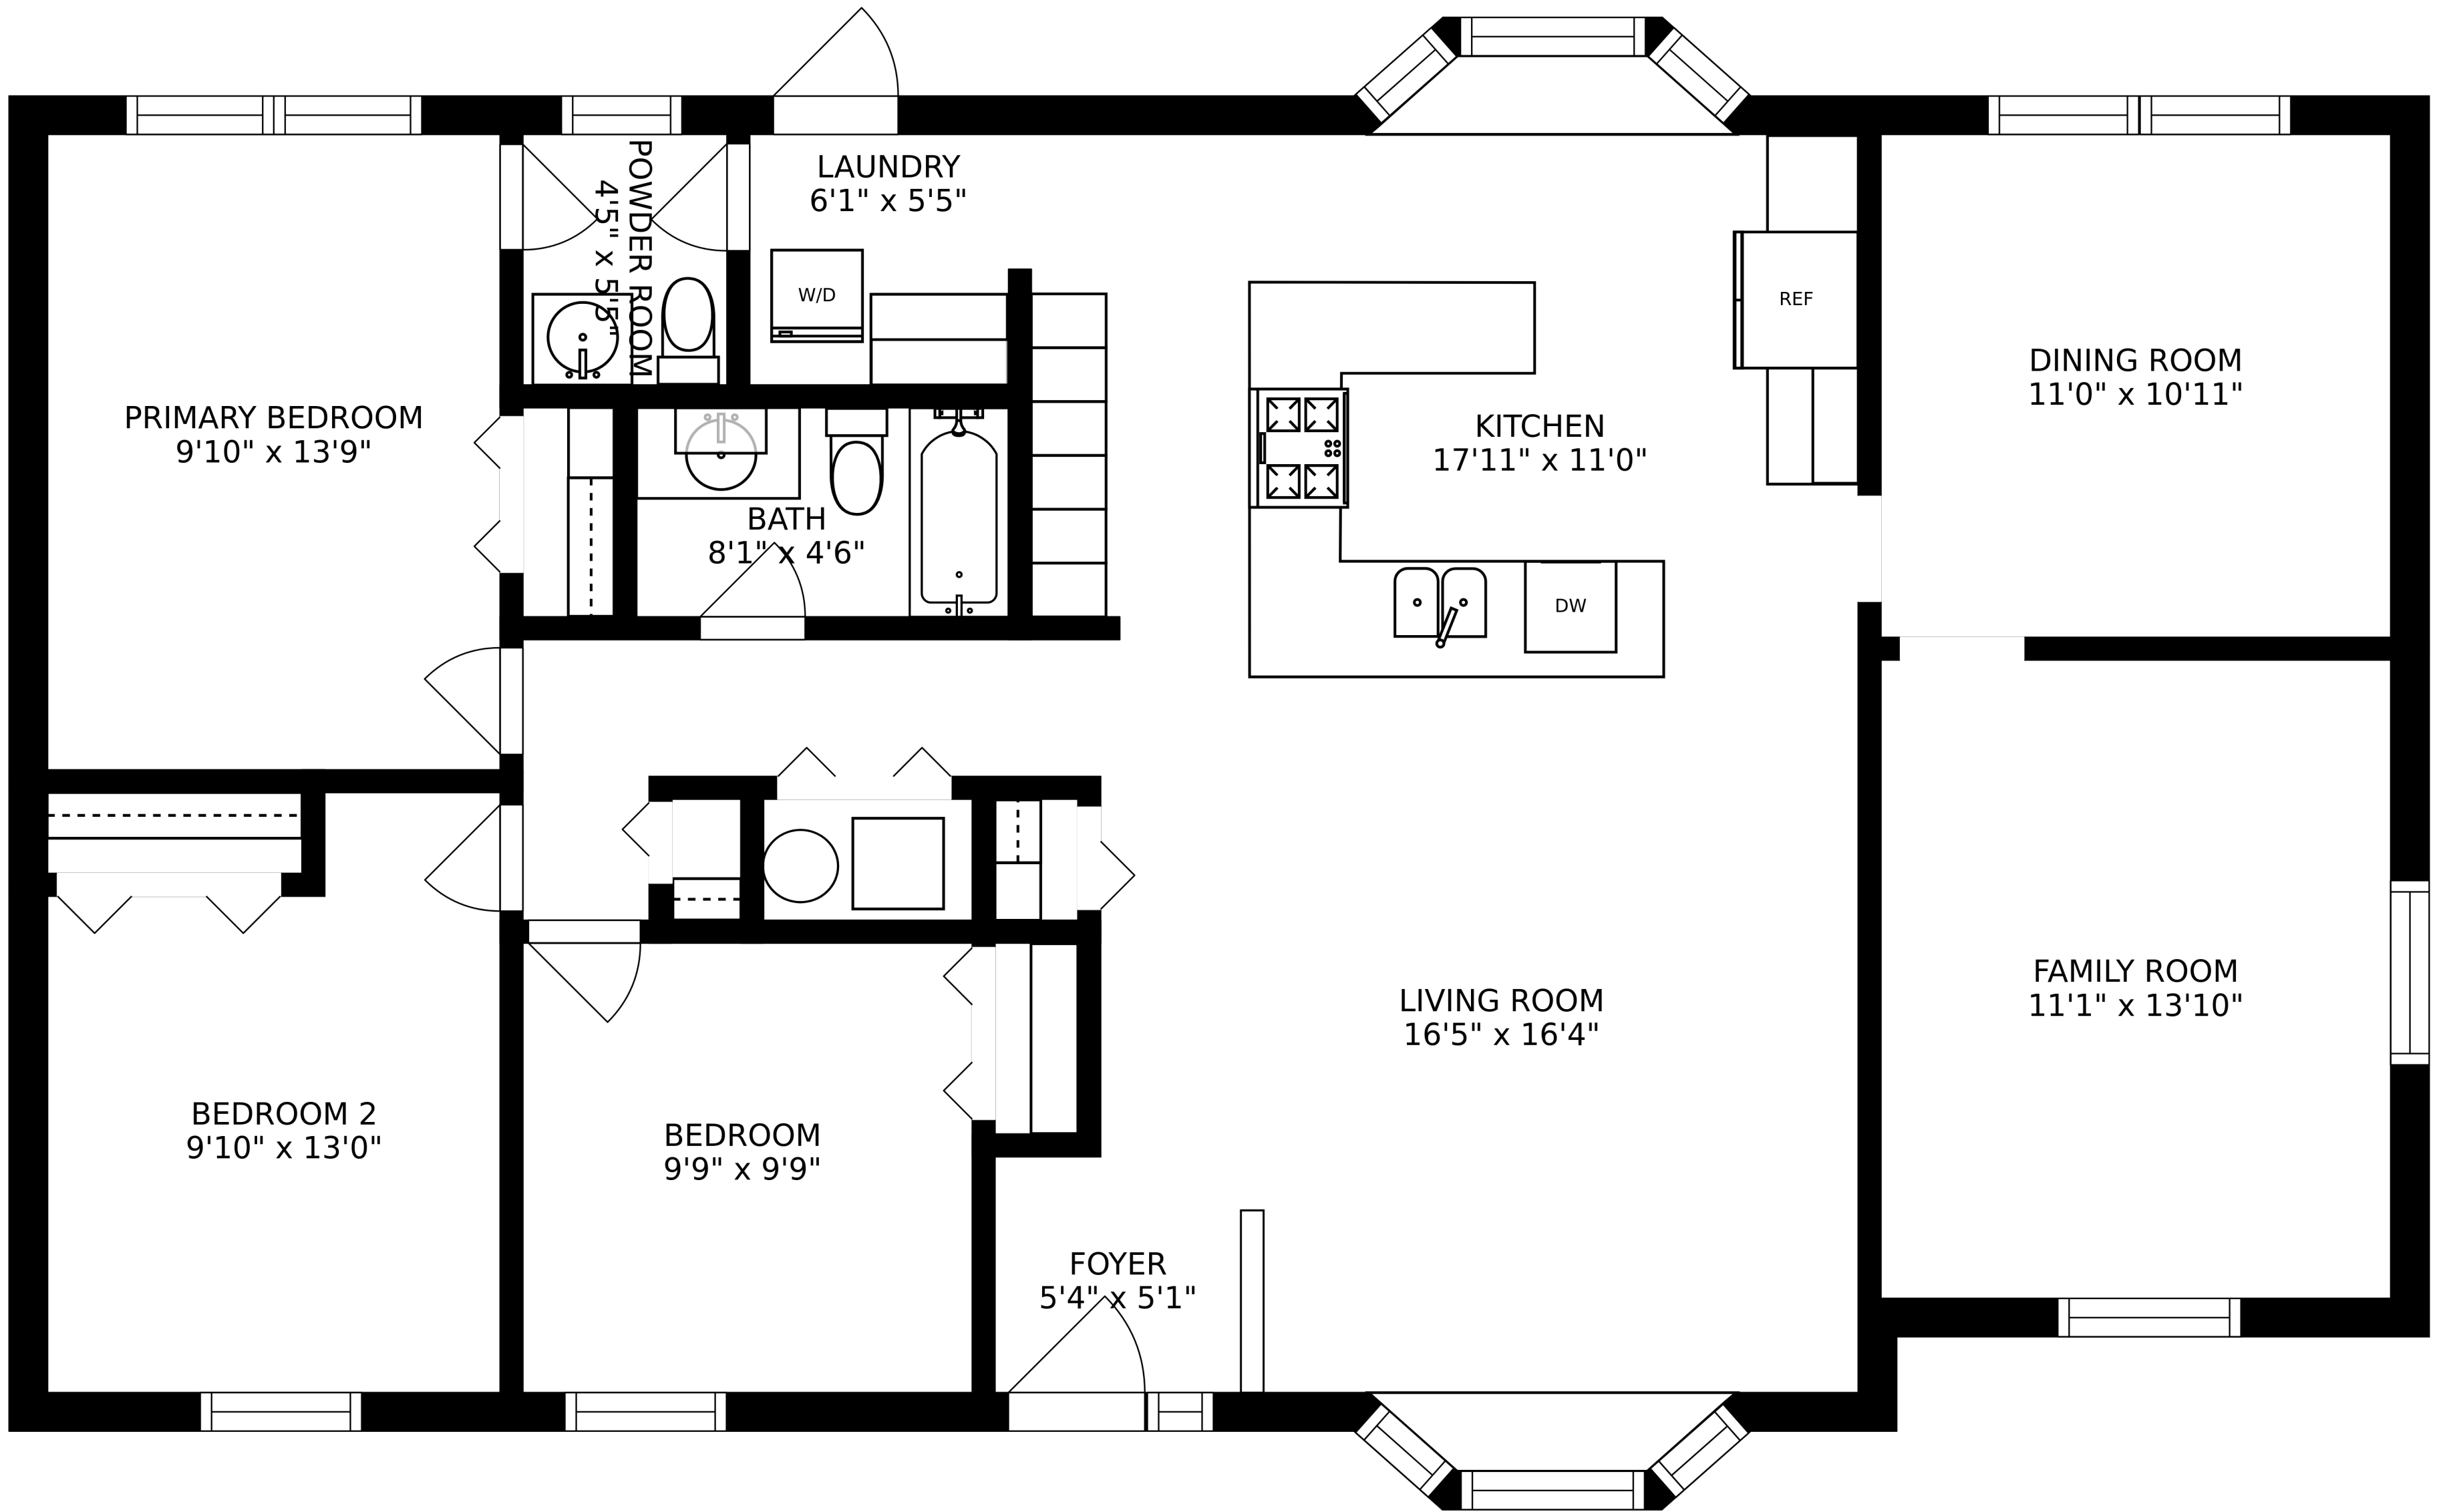 LAUNDRY
6'1" x 5'5"
POWDER ROOM
4'5" x 5'5"
W/D
REF
DINING ROOM
11'0" x 10'11"
PRIMARY BEDROOM
9'10" x 13'9"
KITCHEN
17'11" x 11'0"
BATH
8'1" x 4'6"
DW
FAMILY ROOM
11'1" x 13'10"
LIVING ROOM
16'5" x 16'4"
BEDROOM 2
9'10" x 13'0"
BEDROOM
9'9" x 9'9"
FOYER
5'4" x 5'1"